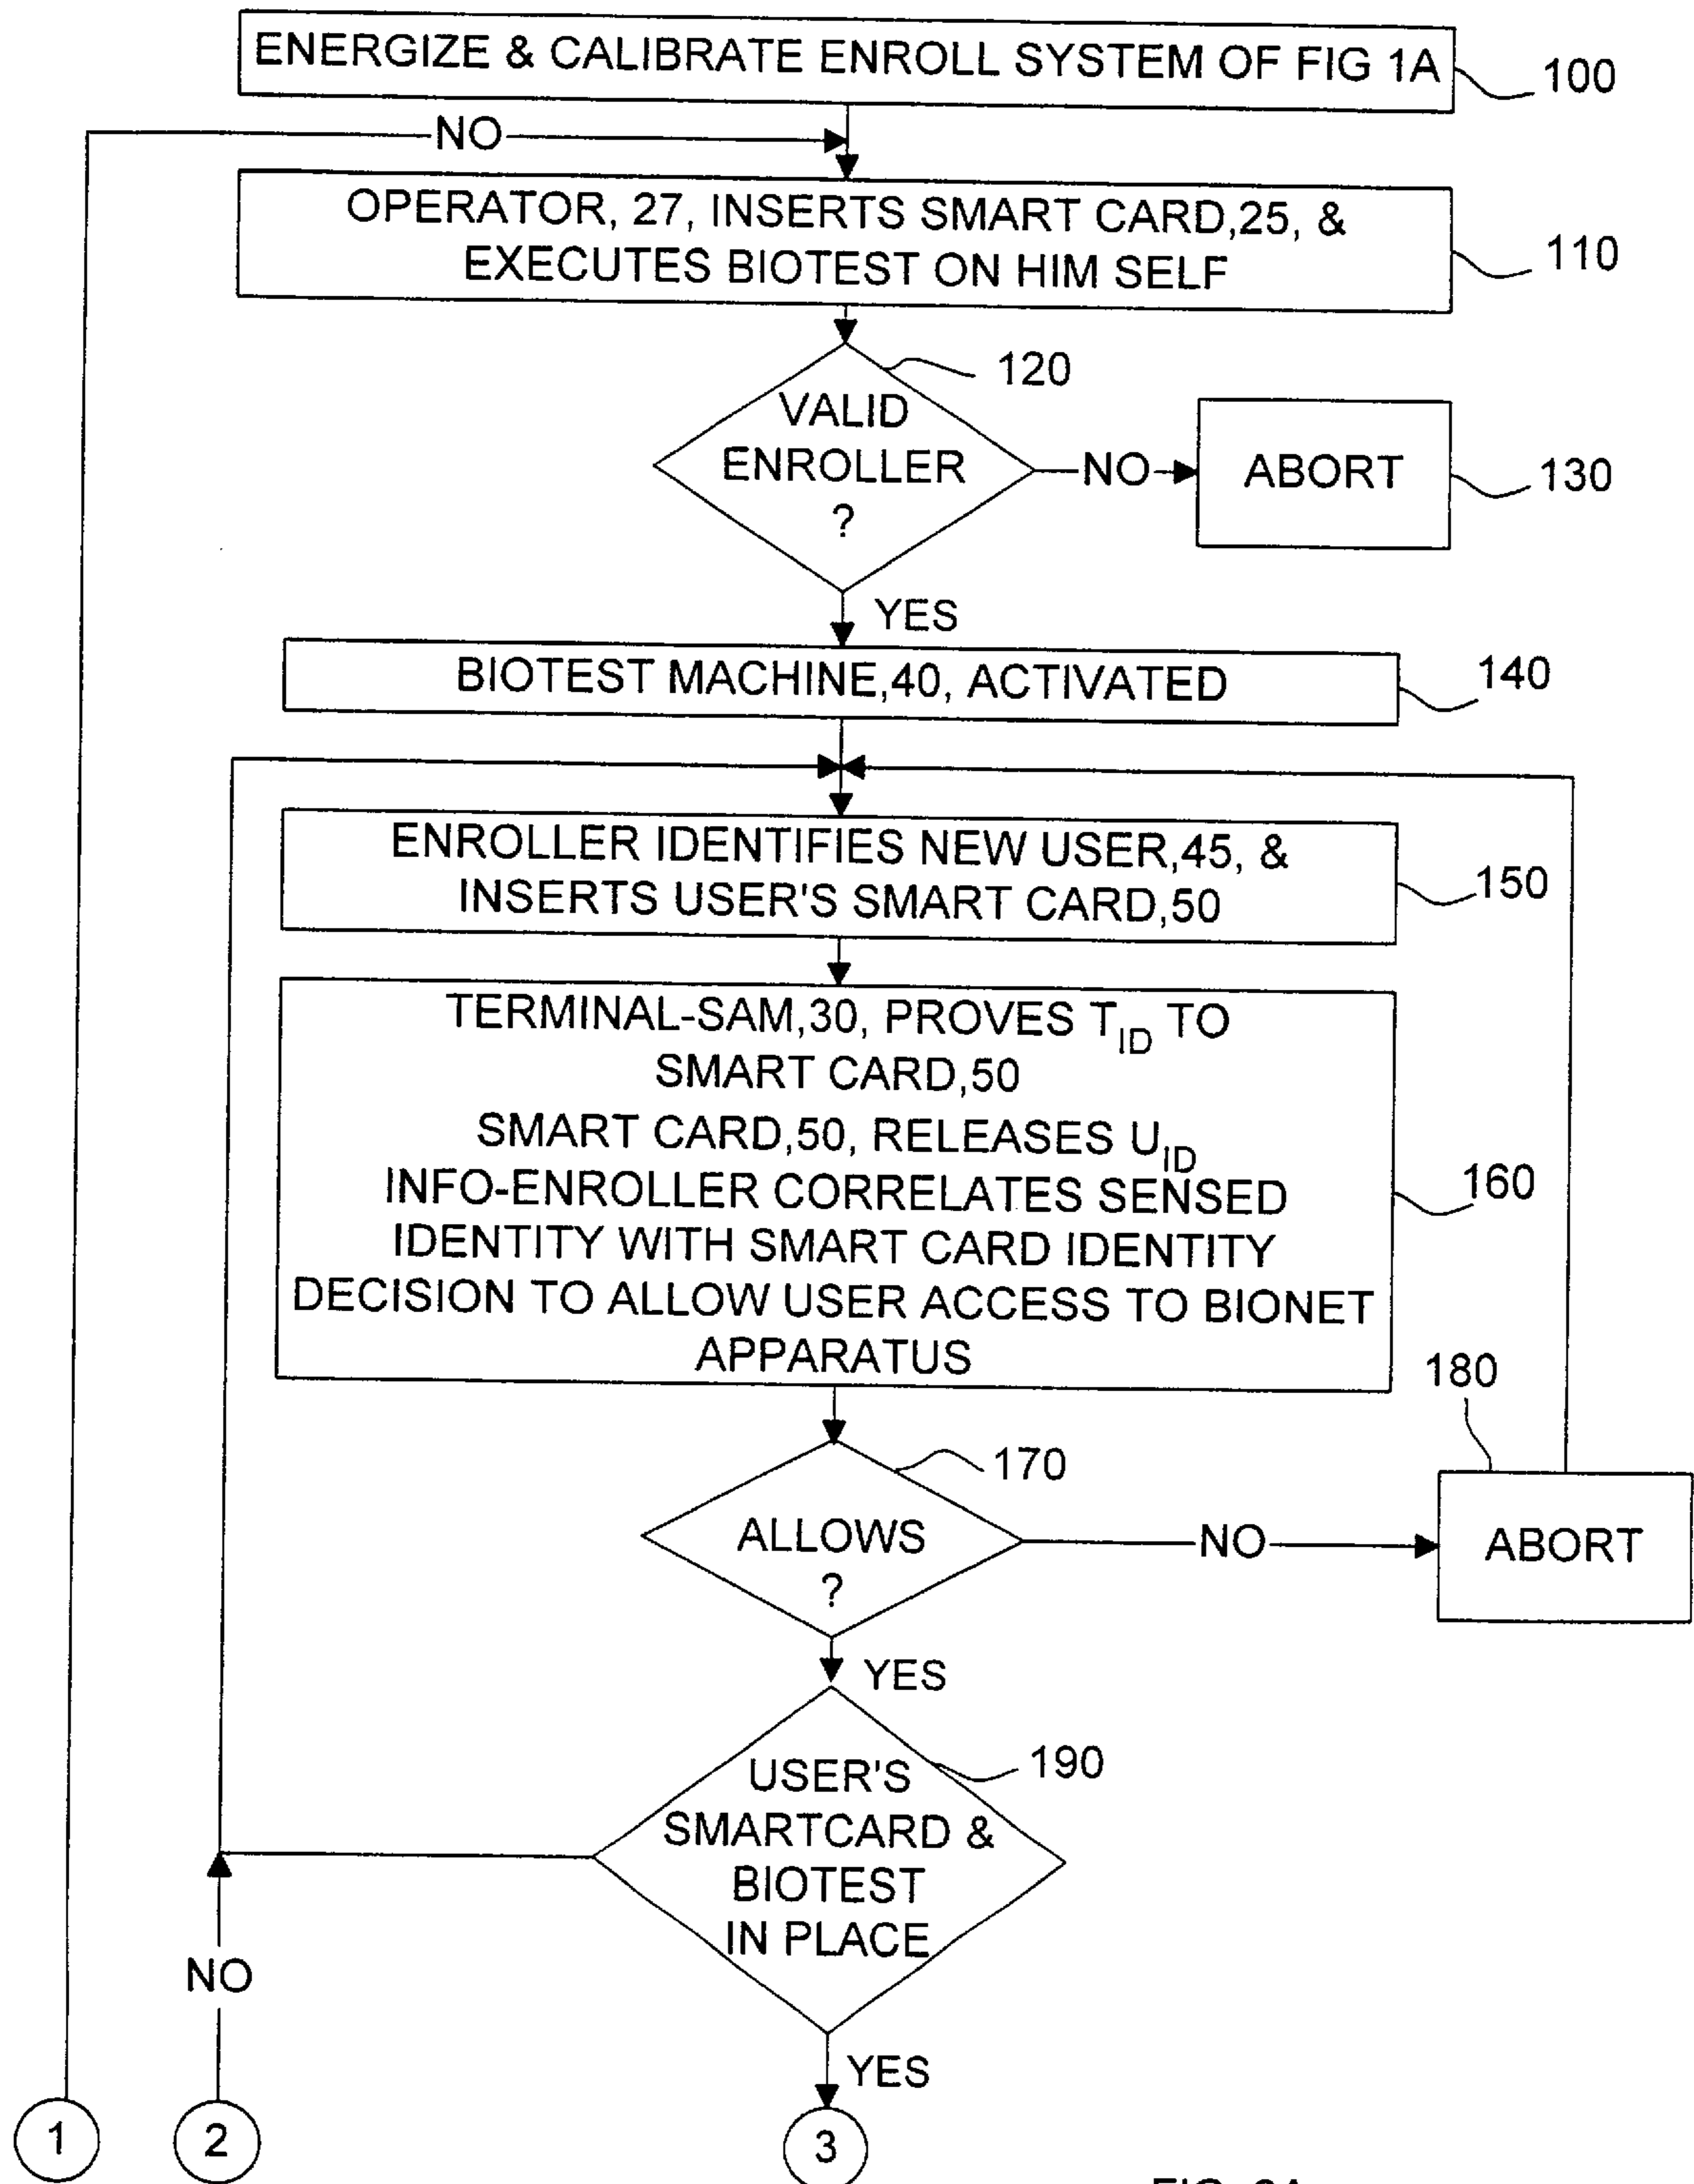 ENERGIZE & CALIBRATE ENROLL SYSTEM OF FIG 1A
100
NO
OPERATOR, 27, INSERTS SMART CARD,25, &
EXECUTES BIOTEST ON HIM SELF
110
120
VALID
ENROLLER
?
NO
ABORT
130
YES
BIOTEST MACHINE,40, ACTIVATED
140
ENROLLER IDENTIFIES NEW USER,45, &
INSERTS USER'S SMART CARD,50
150
TERMINAL-SAM,30, PROVES TID TO
SMART CARD,50
SMART CARD,50, RELEASES UID
INFO-ENROLLER CORRELATES SENSED
IDENTITY WITH SMART CARD IDENTITY
DECISION TO ALLOW USER ACCESS TO BIONET
APPARATUS
160
170
ALLOWS
?
NO
180
ABORT
YES
190
USER'S
SMARTCARD &
BIOTEST
IN PLACE
NO
YES
1
2
3